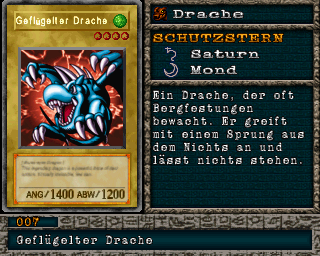 Geflügelter Drache
ANG/1400 ABW/1200
Drache
SCHUTZSTERN
Saturn
Mond
Ein Drache, der oft
Bergfestungen
bewacht. Er greift
mit einem Sprung aus
dem Nichts an und
lässt nichts stehen.
007
Geflügelter Drache